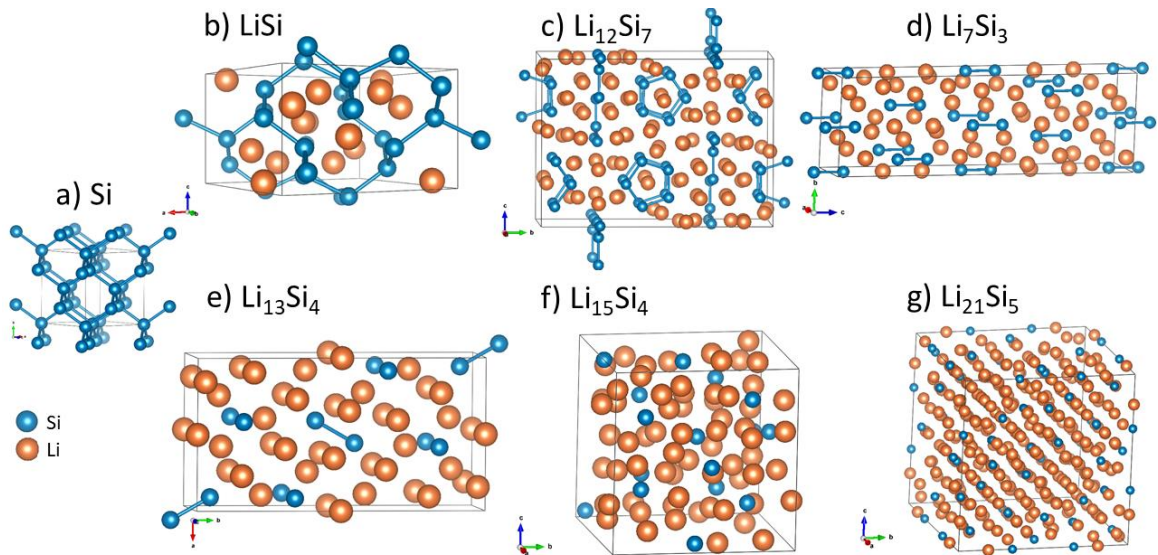 b) LiSi
c) Li₁₂Si₇
d) Li₇Si₃
a) Si
e) Li₁₃Si₄
f) Li₁₅Si₄
g) Li₂₁Si₅
Si
Li
c
a
b
c
b
b
a
c
b
a
c
b
a
c
b
a